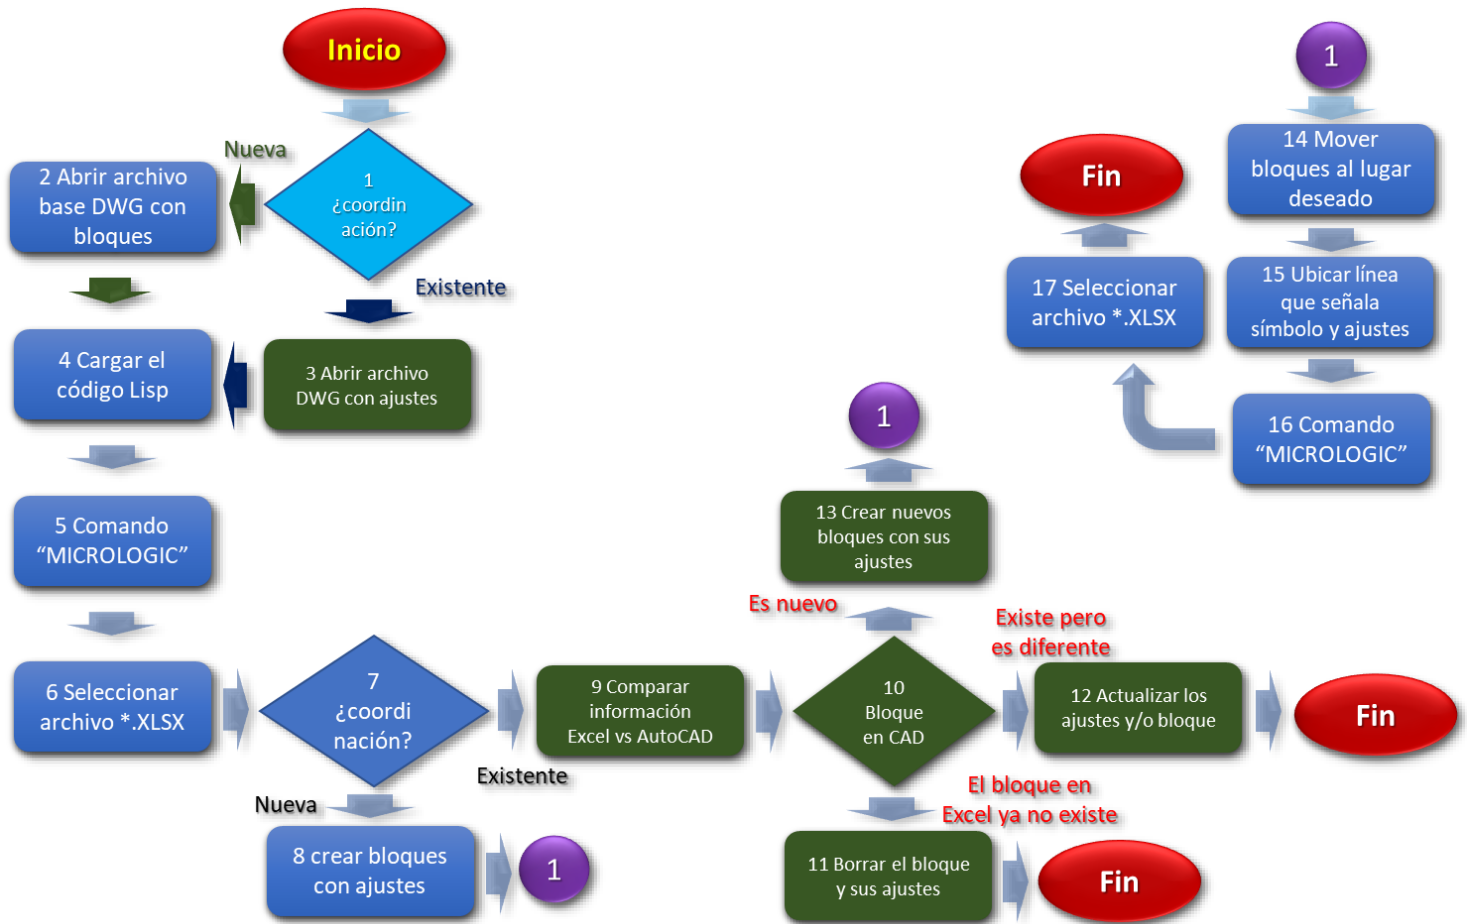 Inicio
Nueva
1
¿coordin
ación?
2 Abrir archivo
base DWG con
bloques
Existente
3 Abrir archivo
DWG con ajustes
4 Cargar el
código Lisp
5 Comando
“MICROLOGIC”
6 Seleccionar
archivo *.XLSX
7
¿coordi
nación?
Existente
Nueva
8 crear bloques
con ajustes
1
9 Comparar
información
Excel vs AutoCAD
10
Bloque
en CAD
Es nuevo
13 Crear nuevos
bloques con sus
ajustes
1
Existe pero
es diferente
12 Actualizar los
ajustes y/o bloque
Fin
El bloque en
Excel ya no existe
11 Borrar el bloque
y sus ajustes
Fin
1
14 Mover
bloques al lugar
deseado
15 Ubicar línea
que señala
símbolo y ajustes
16 Comando
“MICROLOGIC”
17 Seleccionar
archivo *.XLSX
Fin